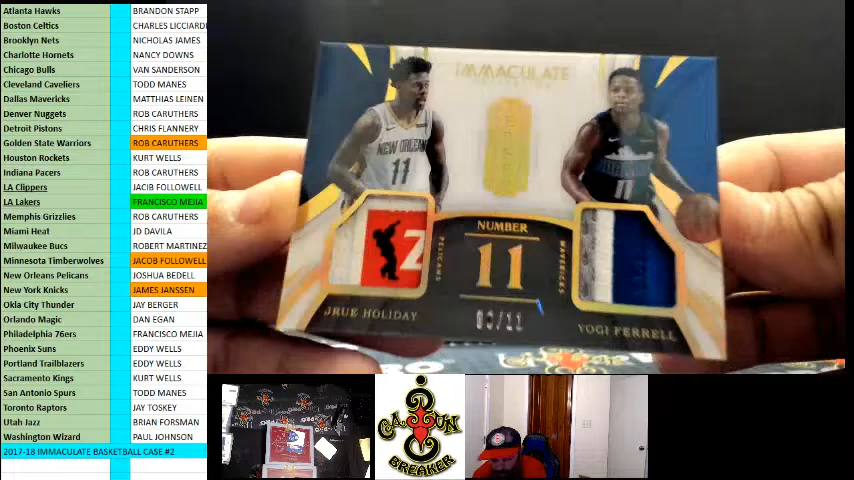 Atlanta Hawks BRANDON STAPP
Boston Celtics CHARLES LICCIARDI
Brooklyn Nets NICHOLAS JAMES
Charlotte Hornets NANCY DOWNS
Chicago Bulls VAN SANDERSON
Cleveland Caveliers TODD MANES
Dallas Mavericks MATTHIAS LEINEN
Denver Nuggets ROB CARUTHERS
Detroit Pistons CHRIS FLANNERY
Golden State Warriors ROB CARUTHERS
Houston Rockets KURT WELLS
Indiana Pacers ROB CARUTHERS
LA Clippers JACIB FOLLOWELL
LA Lakers FRANCISCO MEJIA
Memphis Grizzlies ROB CARUTHERS
Miami Heat JD DAVILA
Milwaukee Bucs ROBERT MARTINEZ
Minnesota Timberwolves JACOB FOLLOWELL
New Orleans Pelicans JOSHUA BEDELL
New York Knicks JAMES JANSSEN
Okla City Thunder JAY BERGER
Orlando Magic DAN EGAN
Philadelphia 76ers FRANCISCO MEJIA
Phoenix Suns EDDY WELLS
Portland Trailblazers EDDY WELLS
Sacramento Kings KURT WELLS
San Antonio Spurs TODD MANES
Toronto Raptors JAY TOSKEY
Utah Jazz BRIAN FORSMAN
Washington Wizard PAUL JOHNSON
2017-18 IMMACULATE BASKETBALL CASE #2
IMMACULATE
NEW ORLEANS
11
11
Z
NUMBER
11
PELICANS
MAVERICKS
JRUE HOLIDAY
YOGI FERRELL
CAJUN
BREAKER